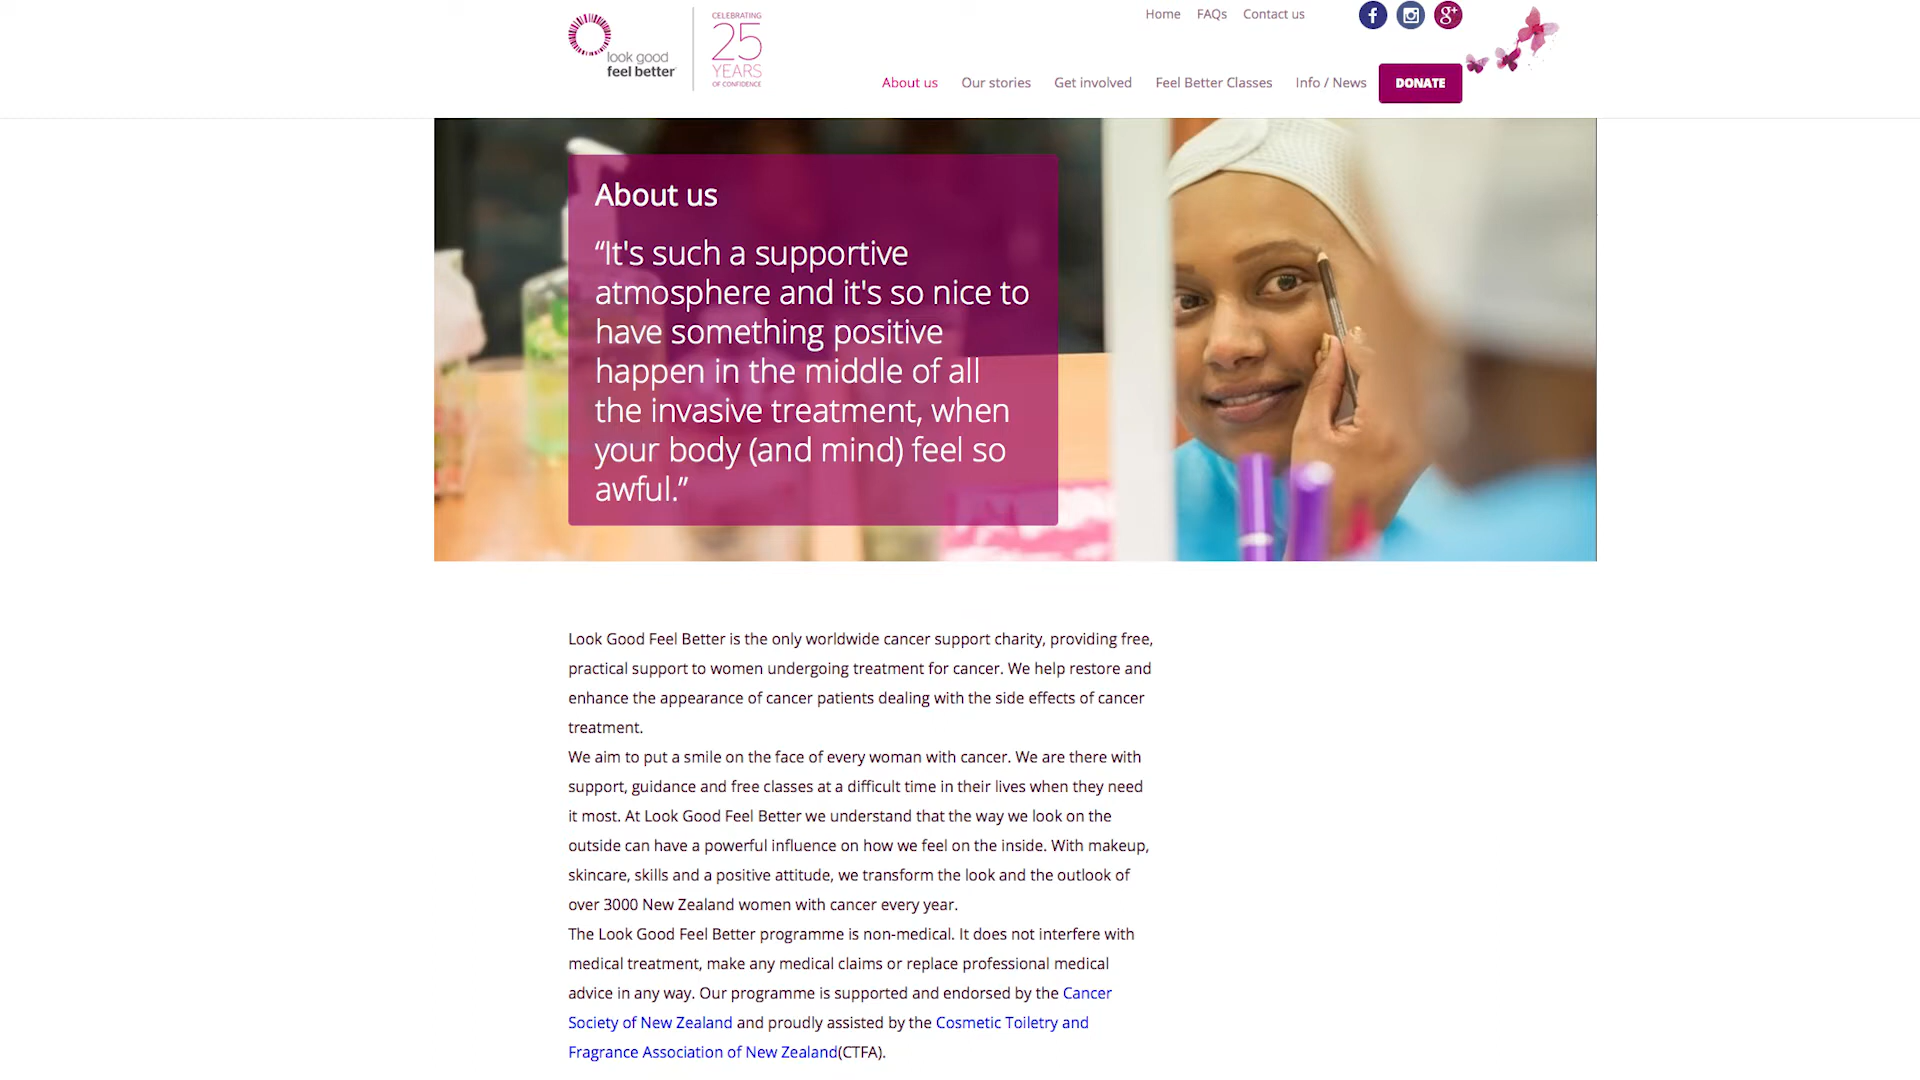 look good
feel better
CELEBRATING
25
YEARS
OF CONFIDENCE
Home FAQs Contact us
f g+
About us Our stories Get involved Feel Better Classes Info / News DONATE
About us
“It's such a supportive
atmosphere and it's so nice to
have something positive
happen in the middle of all
the invasive treatment, when
your body (and mind) feel so
awful.”
Look Good Feel Better is the only worldwide cancer support charity, providing free,
practical support to women undergoing treatment for cancer. We help restore and
enhance the appearance of cancer patients dealing with the side effects of cancer
treatment.
We aim to put a smile on the face of every woman with cancer. We are there with
support, guidance and free classes at a difficult time in their lives when they need
it most. At Look Good Feel Better we understand that the way we look on the
outside can have a powerful influence on how we feel on the inside. With makeup,
skincare, skills and a positive attitude, we transform the look and the outlook of
over 3000 New Zealand women with cancer every year.
The Look Good Feel Better programme is non-medical. It does not interfere with
medical treatment, make any medical claims or replace professional medical
advice in any way. Our programme is supported and endorsed by the Cancer
Society of New Zealand and proudly assisted by the Cosmetic Toiletry and
Fragrance Association of New Zealand(CTFA).